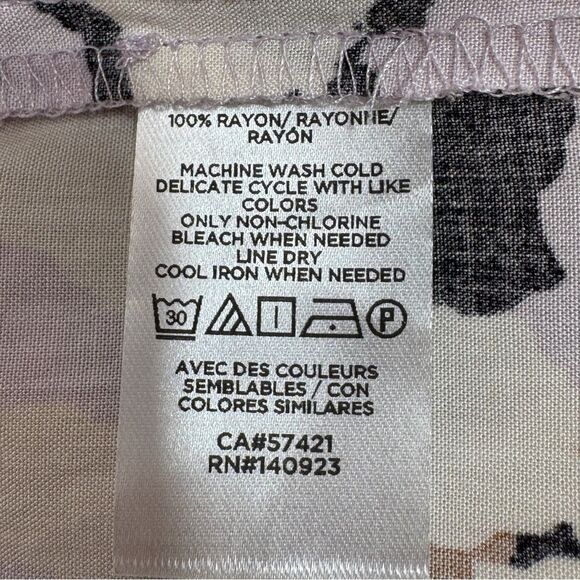 100% RAYON/ RAYONNE/
RAYÓN
MACHINE WASH COLD
DELICATE CYCLE WITH LIKE
COLORS
ONLY NON-CHLORINE
BLEACH WHEN NEEDED
LINE DRY
COOL IRON WHEN NEEDED
30 P
AVEC DES COULEURS
SEMBLABLES / CON
COLORES SIMILARES
CA#57421
RN#140923